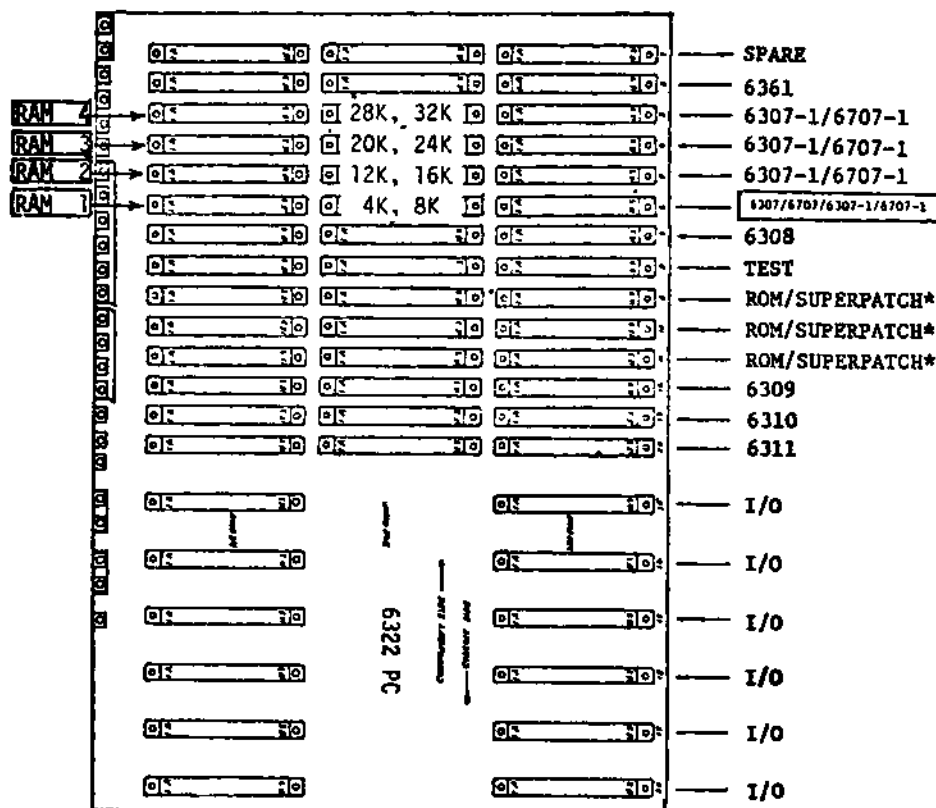 SPARE
6361
RAM 4 28K, 32K 6307-1/6707-1
RAM 3 20K, 24K 6307-1/6707-1
RAM 2 12K, 16K 6307-1/6707-1
RAM 1 4K, 8K 6307/6707/6307-1/6707-1
6308
TEST
ROM/SUPERPATCH*
ROM/SUPERPATCH*
ROM/SUPERPATCH*
6309
6310
6311
I/O
I/O
6322 PC
COMPONENT SIDE
I/O
I/O
I/O
I/O